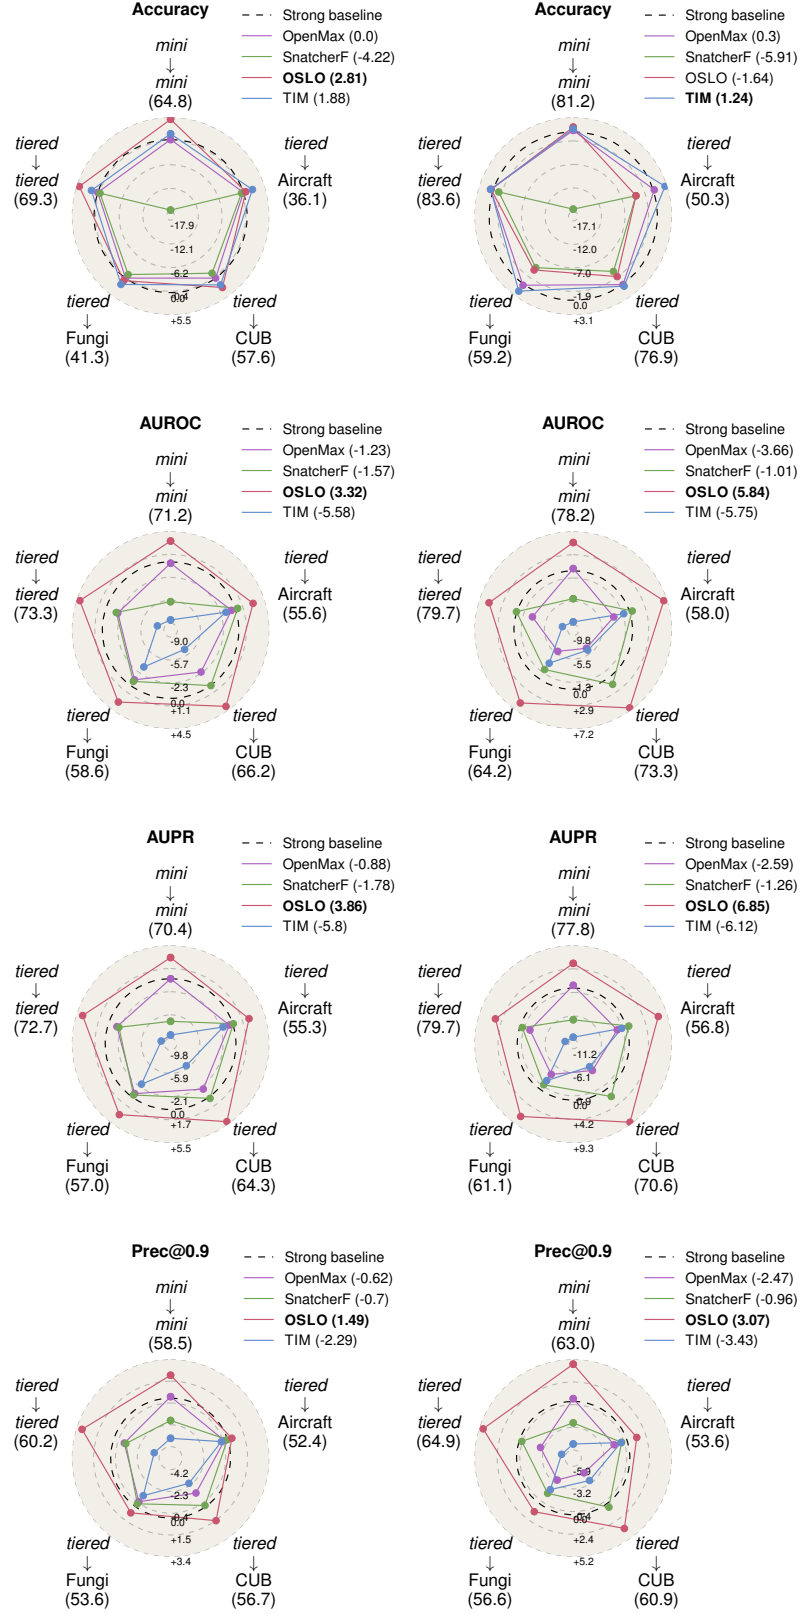 Accuracy
Strong baseline
OpenMax (0.0)
SnatcherF (-4.22)
OSLO (2.81)
TIM (1.88)
mini
↓
mini
(64.8)
tiered
↓
tiered
(69.3)
tiered
↓
Aircraft
(36.1)
-17.9
-12.1
-6.2
-0.4
0.0
+5.5
tiered
↓
Fungi
(41.3)
tiered
↓
CUB
(57.6)
Accuracy
Strong baseline
OpenMax (0.3)
SnatcherF (-5.91)
OSLO (-1.64)
TIM (1.24)
mini
↓
mini
(81.2)
tiered
↓
tiered
(83.6)
tiered
↓
Aircraft
(50.3)
-17.1
-12.0
-7.0
-1.9
0.0
+3.1
tiered
↓
Fungi
(59.2)
tiered
↓
CUB
(76.9)
AUROC
Strong baseline
OpenMax (-1.23)
SnatcherF (-1.57)
OSLO (3.32)
TIM (-5.58)
mini
↓
mini
(71.2)
tiered
↓
tiered
(73.3)
tiered
↓
Aircraft
(55.6)
-9.0
-5.7
-2.3
0.0
+1.1
+4.5
tiered
↓
Fungi
(58.6)
tiered
↓
CUB
(66.2)
AUROC
Strong baseline
OpenMax (-3.66)
SnatcherF (-1.01)
OSLO (5.84)
TIM (-5.75)
mini
↓
mini
(78.2)
tiered
↓
tiered
(79.7)
tiered
↓
Aircraft
(58.0)
-9.8
-5.5
-1.3
0.0
+2.9
+7.2
tiered
↓
Fungi
(64.2)
tiered
↓
CUB
(73.3)
AUPR
Strong baseline
OpenMax (-0.88)
SnatcherF (-1.78)
OSLO (3.86)
TIM (-5.8)
mini
↓
mini
(70.4)
tiered
↓
tiered
(72.7)
tiered
↓
Aircraft
(55.3)
-9.8
-5.9
-2.1
0.0
+1.7
+5.5
tiered
↓
Fungi
(57.0)
tiered
↓
CUB
(64.3)
AUPR
Strong baseline
OpenMax (-2.59)
SnatcherF (-1.26)
OSLO (6.85)
TIM (-6.12)
mini
↓
mini
(77.8)
tiered
↓
tiered
(79.7)
tiered
↓
Aircraft
(56.8)
-11.2
-6.1
-0.9
0.0
+4.2
+9.3
tiered
↓
Fungi
(61.1)
tiered
↓
CUB
(70.6)
Prec@0.9
Strong baseline
OpenMax (-0.62)
SnatcherF (-0.7)
OSLO (1.49)
TIM (-2.29)
mini
↓
mini
(58.5)
tiered
↓
tiered
(60.2)
tiered
↓
Aircraft
(52.4)
-4.2
-2.3
-0.4
0.0
+1.5
+3.4
tiered
↓
Fungi
(53.6)
tiered
↓
CUB
(56.7)
Prec@0.9
Strong baseline
OpenMax (-2.47)
SnatcherF (-0.96)
OSLO (3.07)
TIM (-3.43)
mini
↓
mini
(63.0)
tiered
↓
tiered
(64.9)
tiered
↓
Aircraft
(53.6)
-5.9
-3.2
-0.4
0.0
+2.4
+5.2
tiered
↓
Fungi
(56.6)
tiered
↓
CUB
(60.9)